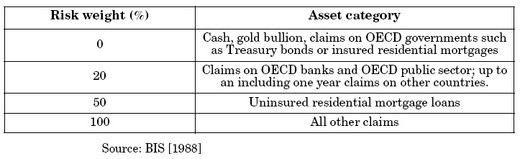 Risk weight (%) Asset category
0 Cash, gold bullion, claims on OECD governments such
as Treasury bonds or insured residential mortgages
20 Claims on OECD banks and OECD public sector; up to
an including one year claims on other countries.
50 Uninsured residential mortgage loans
100 All other claims
Source: BIS [1988]